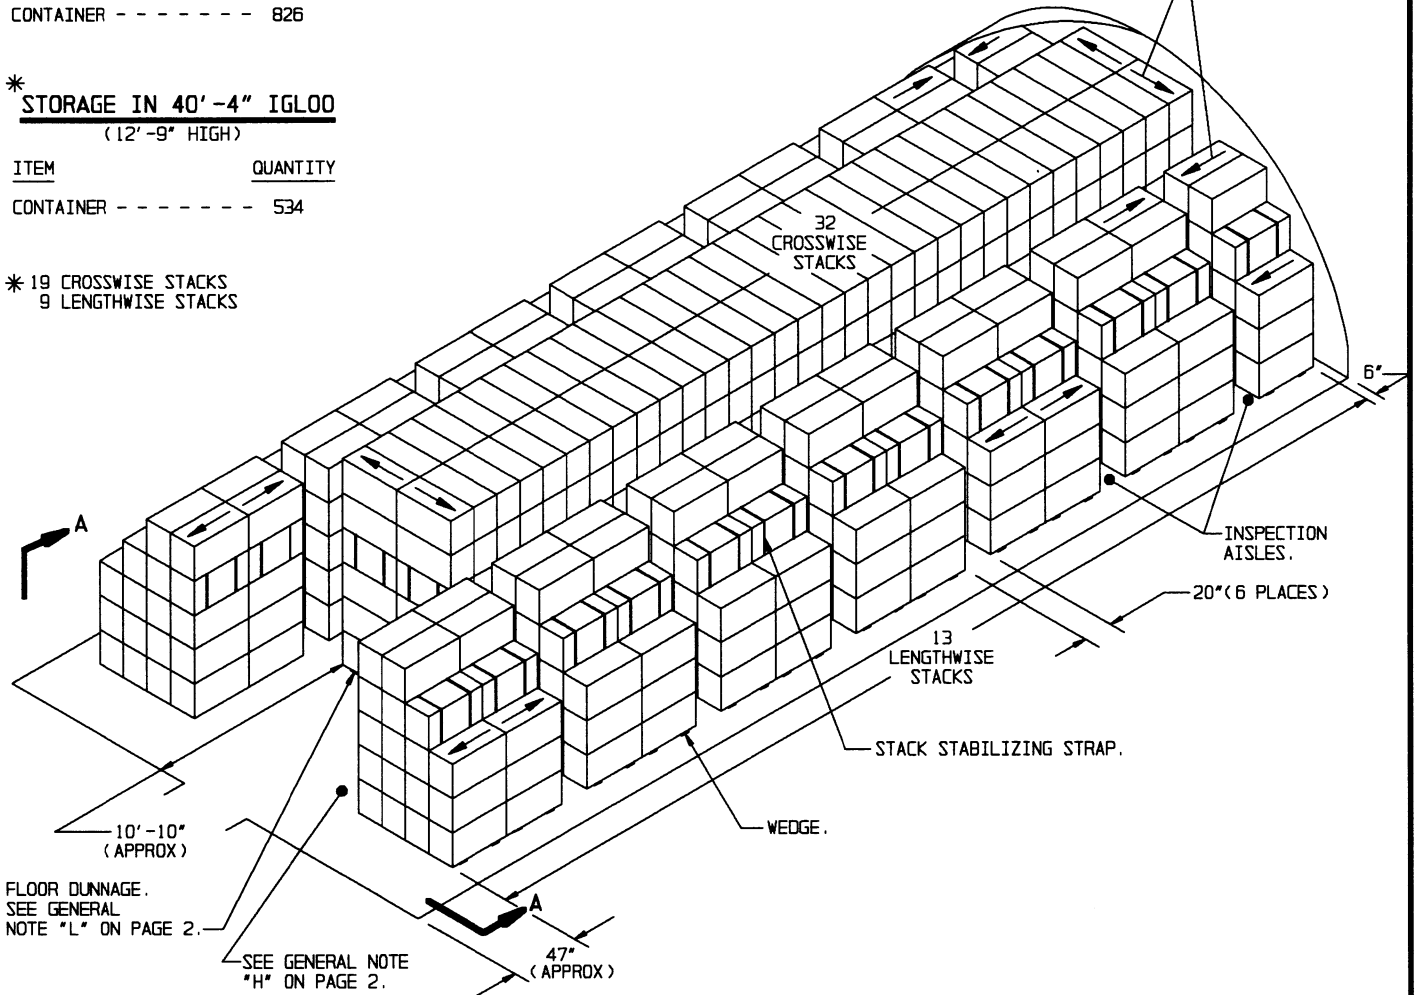 CONTAINER - - - - - - - 826
*
STORAGE IN 40'-4" IGLOO
(12'-9" HIGH)
ITEM QUANTITY
CONTAINER - - - - - - - 534
* 19 CROSSWISE STACKS
9 LENGTHWISE STACKS
32
CROSSWISE
STACKS
6"
A
INSPECTION
AISLES.
20"(6 PLACES)
13
LENGTHWISE
STACKS
STACK STABILIZING STRAP.
WEDGE.
10'-10"
(APPROX)
FLOOR DUNNAGE.
SEE GENERAL
NOTE "L" ON PAGE 2.
A
47"
(APPROX)
SEE GENERAL NOTE
"H" ON PAGE 2.